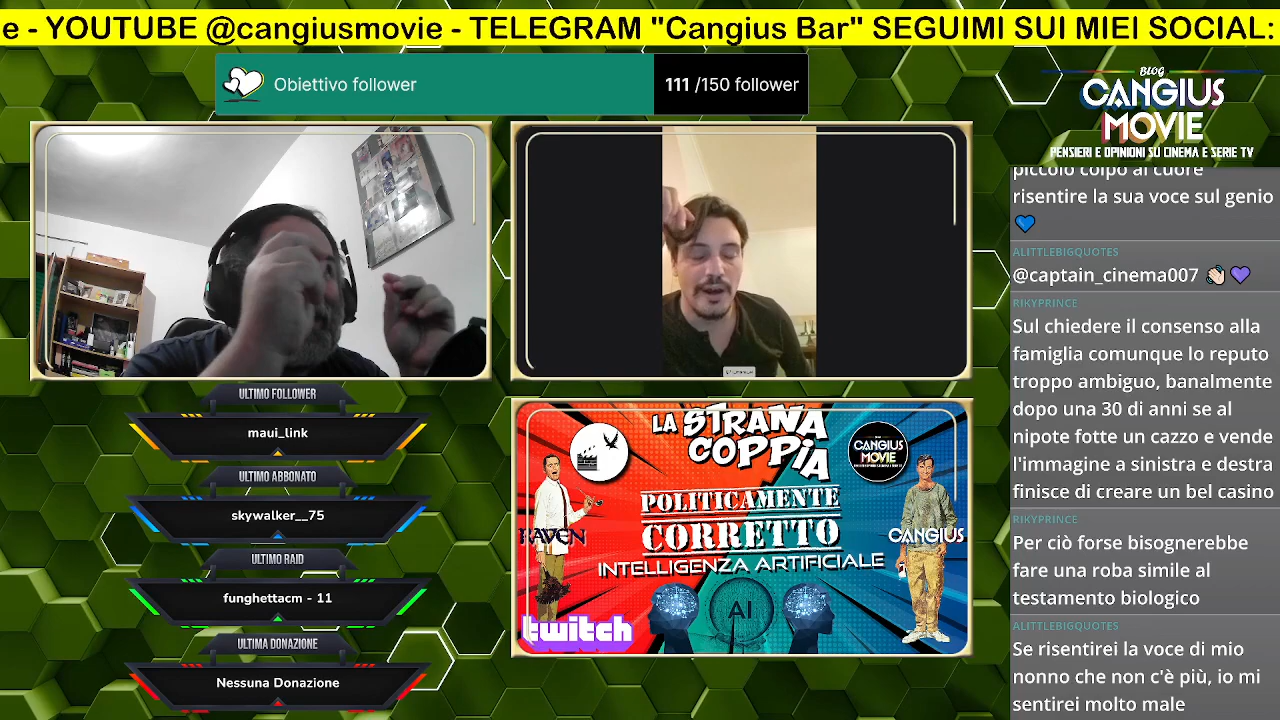 e - YOUTUBE @cangiusmovie - TELEGRAM "Cangius Bar" SEGUIMI SUI MIEI SOCIAL:
Obiettivo follower
111 /150 follower
BLOG
CANGIUS
MOVIE
PENSIERI E OPINIONI SU CINEMA E SERIE TV
ULTIMO FOLLOWER
maui_link
ULTIMO ABBONATO
skywalker__75
ULTIMO RAID
funghettacm - 11
ULTIMA DONAZIONE
Nessuna Donazione
LA STRANA
COPPIA
CANGIUS
MOVIE
POLITICAMENTE
CORRETTO
INTELLIGENZA ARTIFICIALE
HAVEN
CANGIUS
AI
twitch
piccolo colpo al cuore
risentire la sua voce sul genio
💙
ALITTLEBIGQUOTES
@captain_cinema007 👏🏻💜
RIKYPRINCE
Sul chiedere il consenso alla
famiglia comunque lo reputo
troppo ambiguo, banalmente
dopo una 30 di anni se al
nipote fotte un cazzo e vende
l'immagine a sinistra e destra
finisce di creare un bel casino
RIKYPRINCE
Per ciò forse bisognerebbe
fare una roba simile al
testamento biologico
ALITTLEBIGQUOTES
Se risentirei la voce di mio
nonno che non c'è più, io mi
sentirei molto male